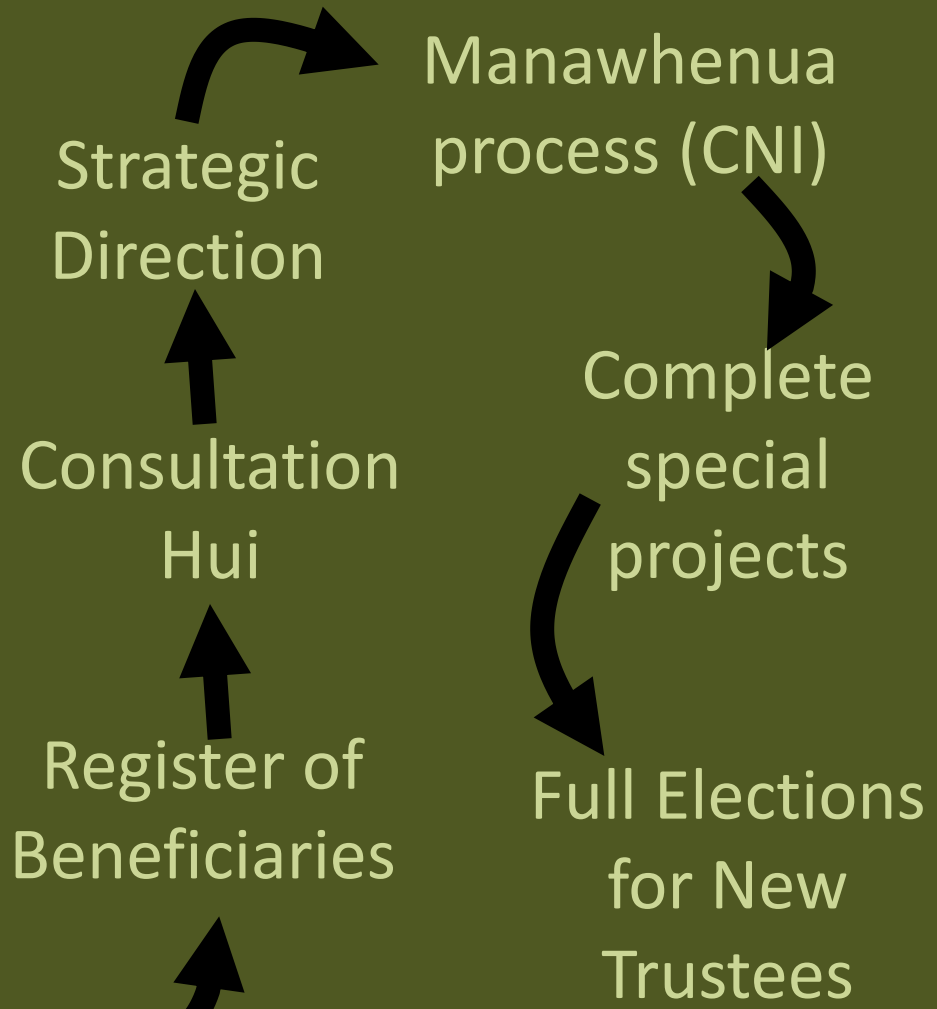 Manawhenua
process (CNI)
Strategic
Direction
Complete
special
projects
Consultation
Hui
Register of
Beneficiaries
Full Elections
for New
Trustees